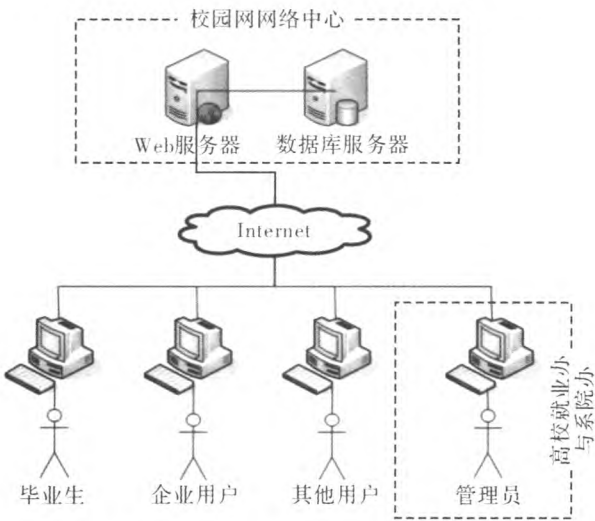 校园网网络中心
Web服务器
数据库服务器
Internet
毕业生
企业用户
其他用户
管理员
高校就业办
与系院办